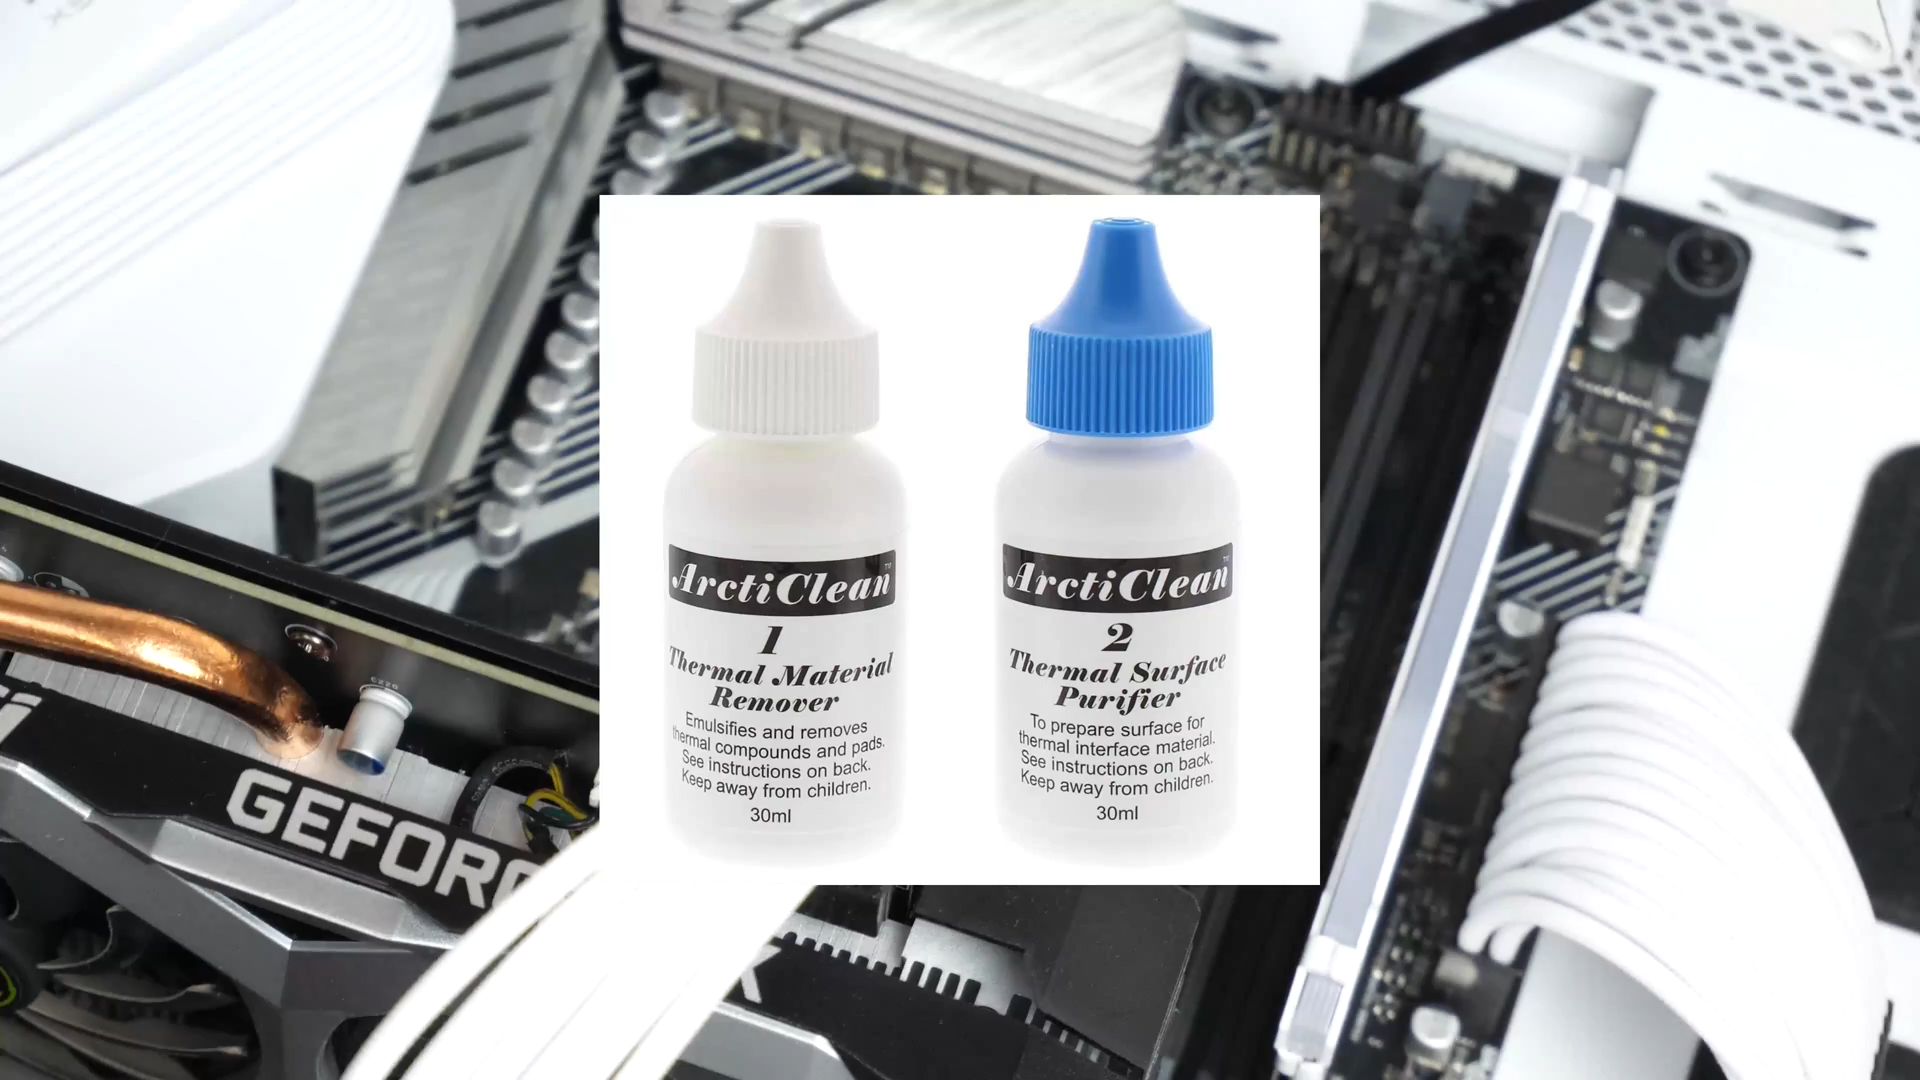 ArctiClean™
1
Thermal Material
Remover
Emulsifies and removes
thermal compounds and pads.
See instructions on back.
Keep away from children.
30ml
ArctiClean™
2
Thermal Surface
Purifier
To prepare surface for
thermal interface material.
See instructions on back.
Keep away from children.
30ml
GEFORC